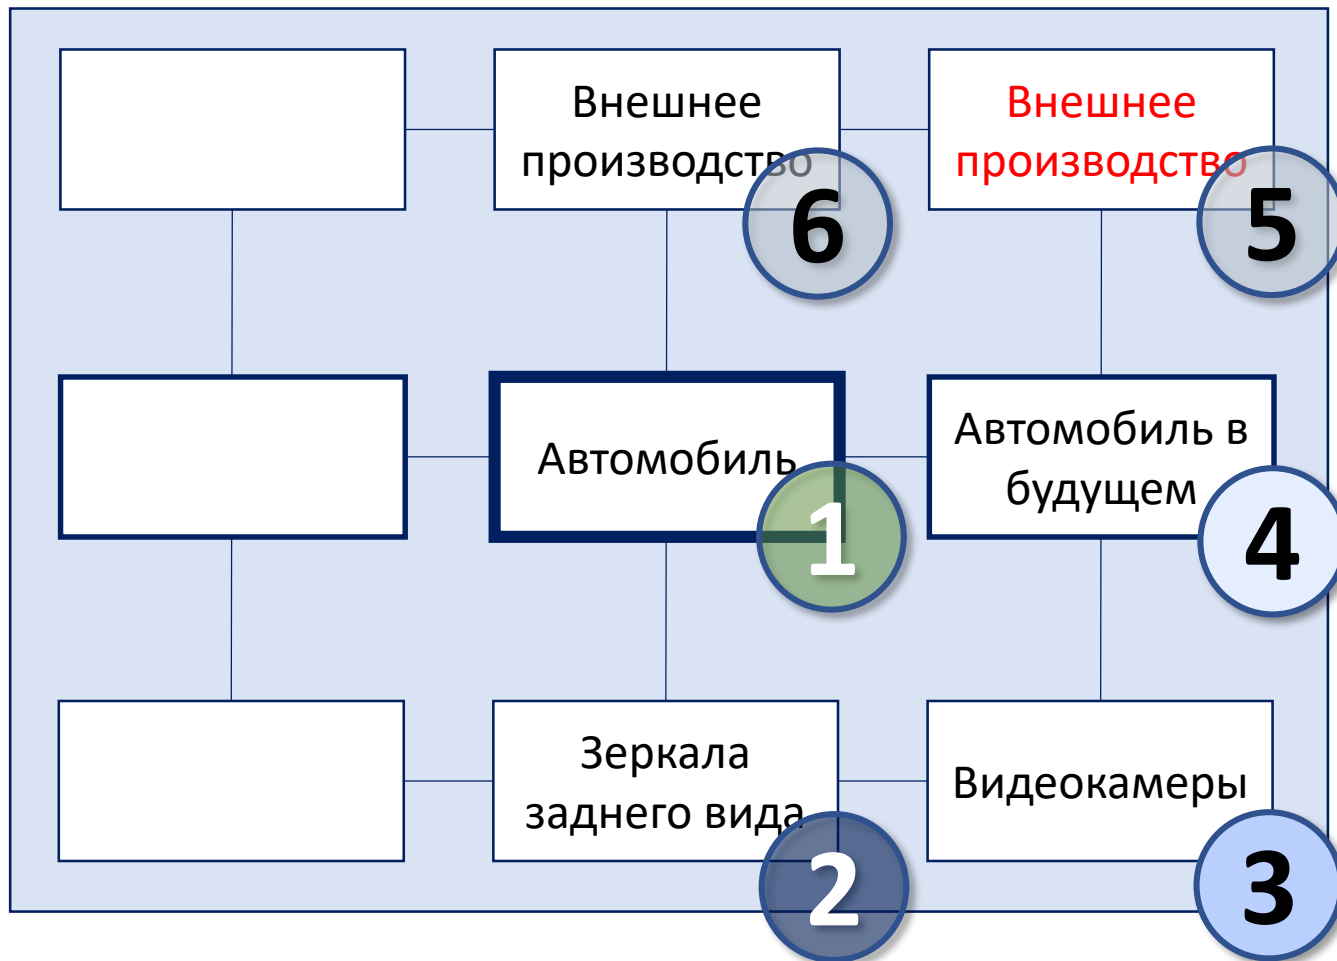 Внешнее
производство
6
Внешнее
производство
5
Автомобиль
1
Автомобиль в
будущем
4
Зеркала
заднего вида
2
Видеокамеры
3